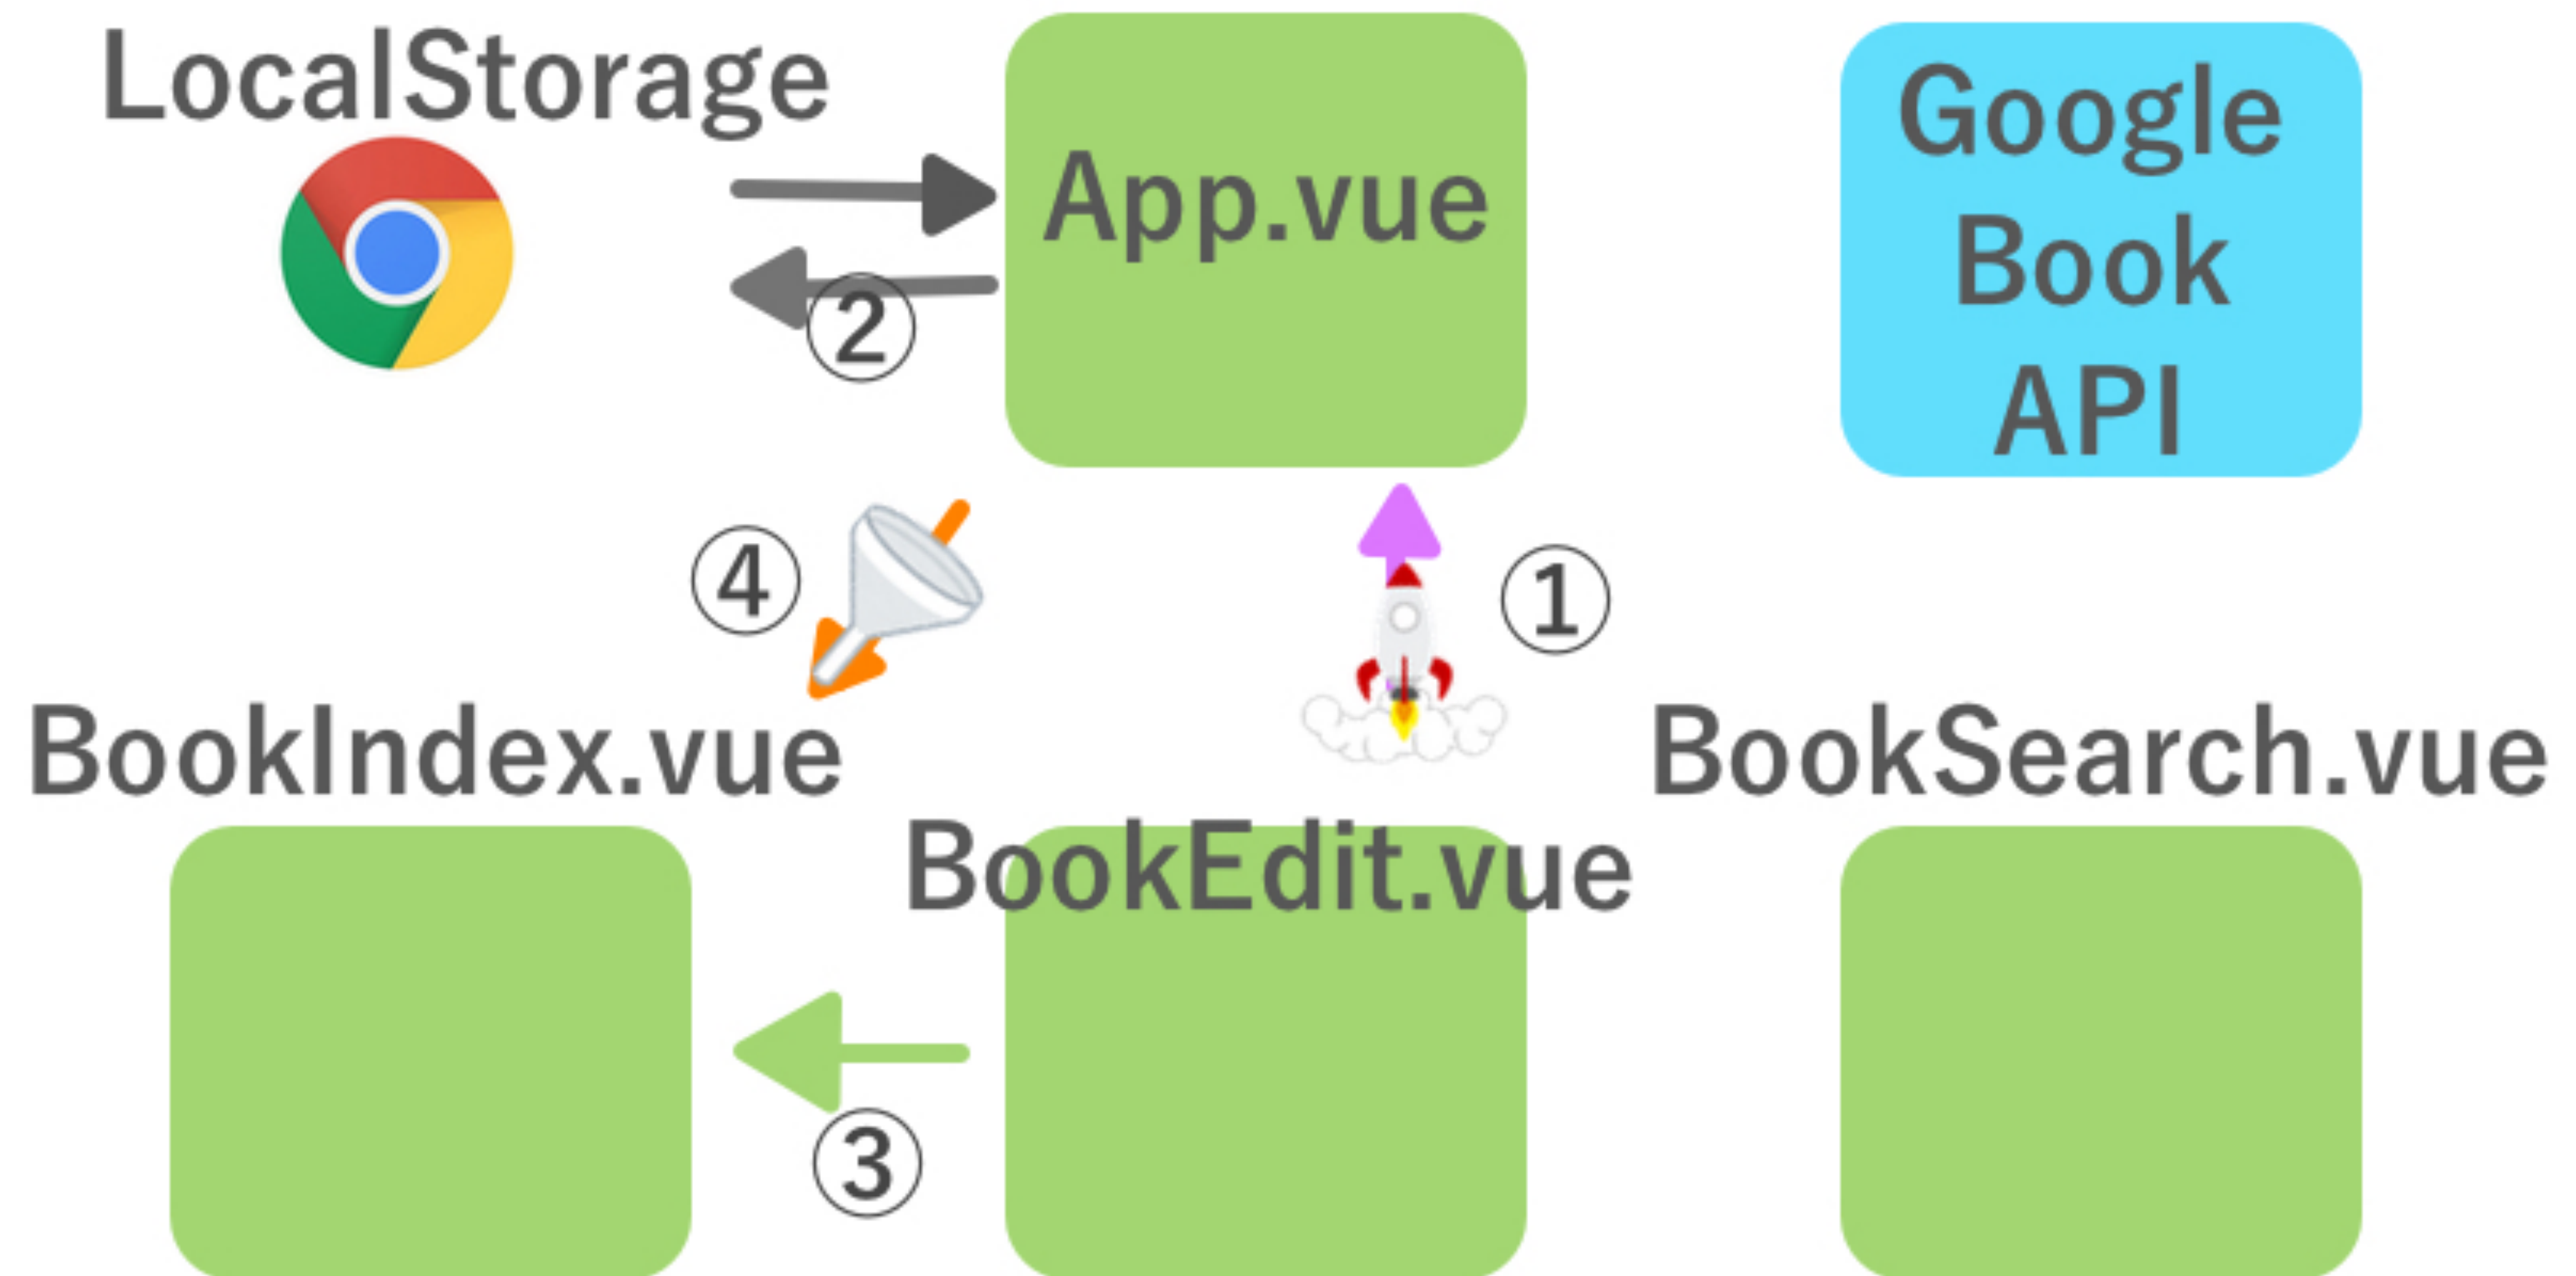 LocalStorage
App.vue
Google
Book
API
②
④
①
BookIndex.vue
BookEdit.vue
BookSearch.vue
③